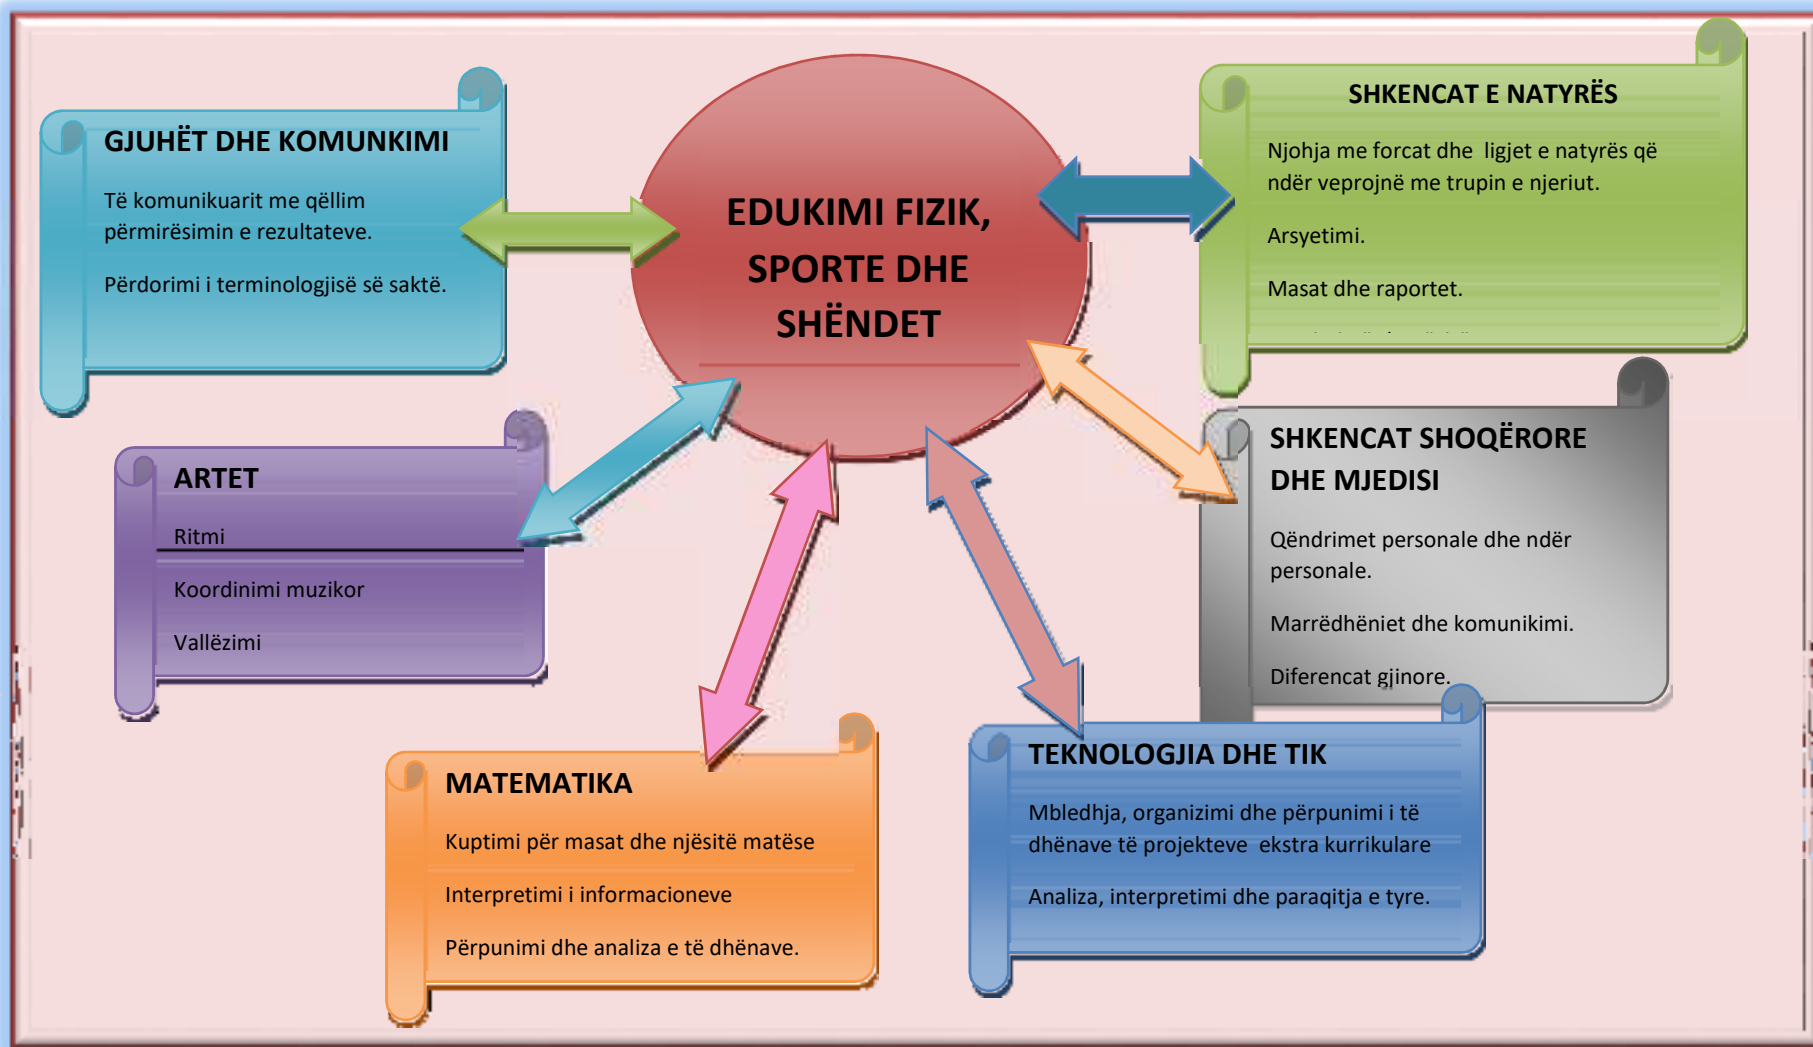 GJUHËT DHE KOMUNKIMI
Të komunikuarit me qëllim
përmirësimin e rezultateve.
Përdorimi i terminologjisë së saktë.
EDUKIMI FIZIK,
SPORTE DHE
SHËNDET
SHKENCAT E NATYRËS
Njohja me forcat dhe ligjet e natyrës që
ndër veprojnë me trupin e njeriut.
Arsyetimi.
Masat dhe raportet.
ARTET
Ritmi
Koordinimi muzikor
Vallëzimi
SHKENCAT SHOQËRORE
DHE MJEDISI
Qëndrimet personale dhe ndër
personale.
Marrëdhëniet dhe komunikimi.
Diferencat gjinore.
MATEMATIKA
Kuptimi për masat dhe njësitë matëse
Interpretimi i informacioneve
Përpunimi dhe analiza e të dhënave.
TEKNOLOGJIA DHE TIK
Mbledhja, organizimi dhe përpunimi i të
dhënave të projekteve ekstra kurrikulare
Analiza, interpretimi dhe paraqitja e tyre.